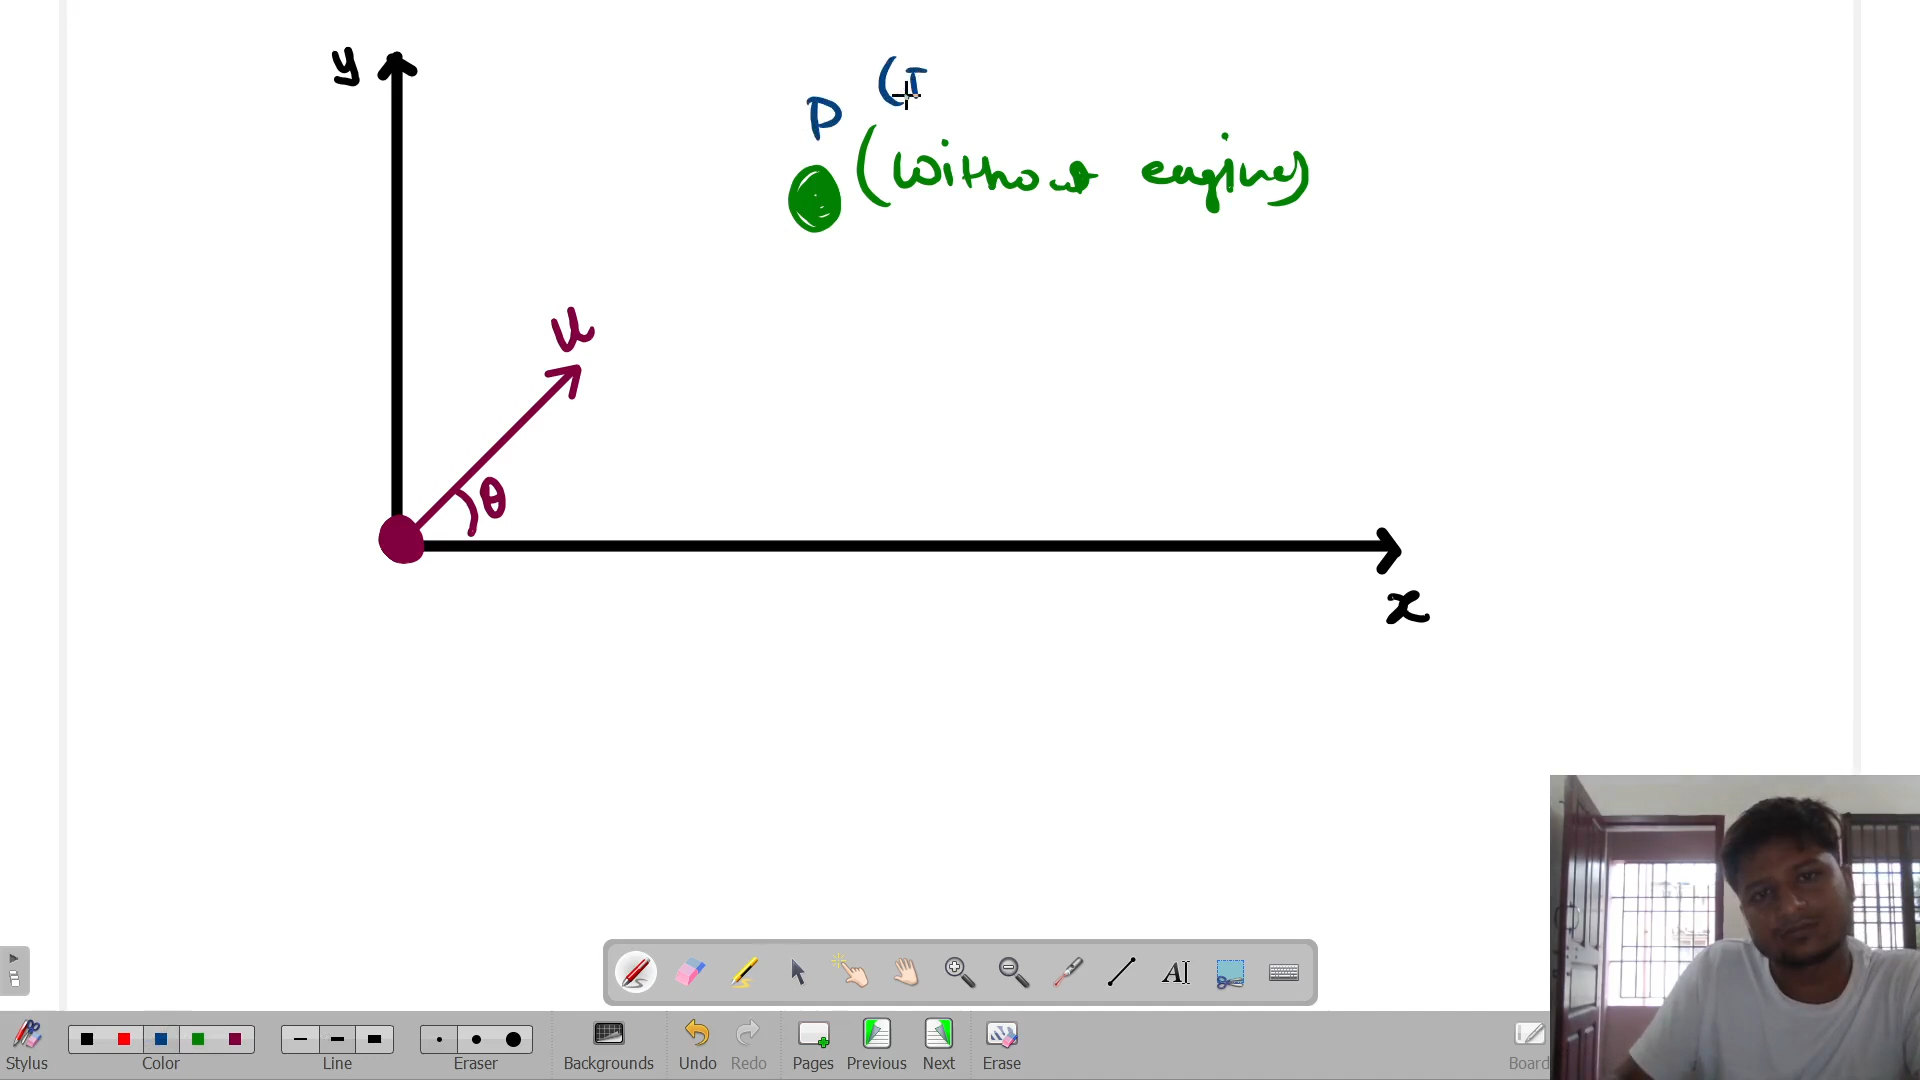 y
(T
P
(without engine)
u
θ
x
Stylus
Color
Line
Eraser
Backgrounds
Undo
Redo
Pages
Previous
Next
Erase
Board